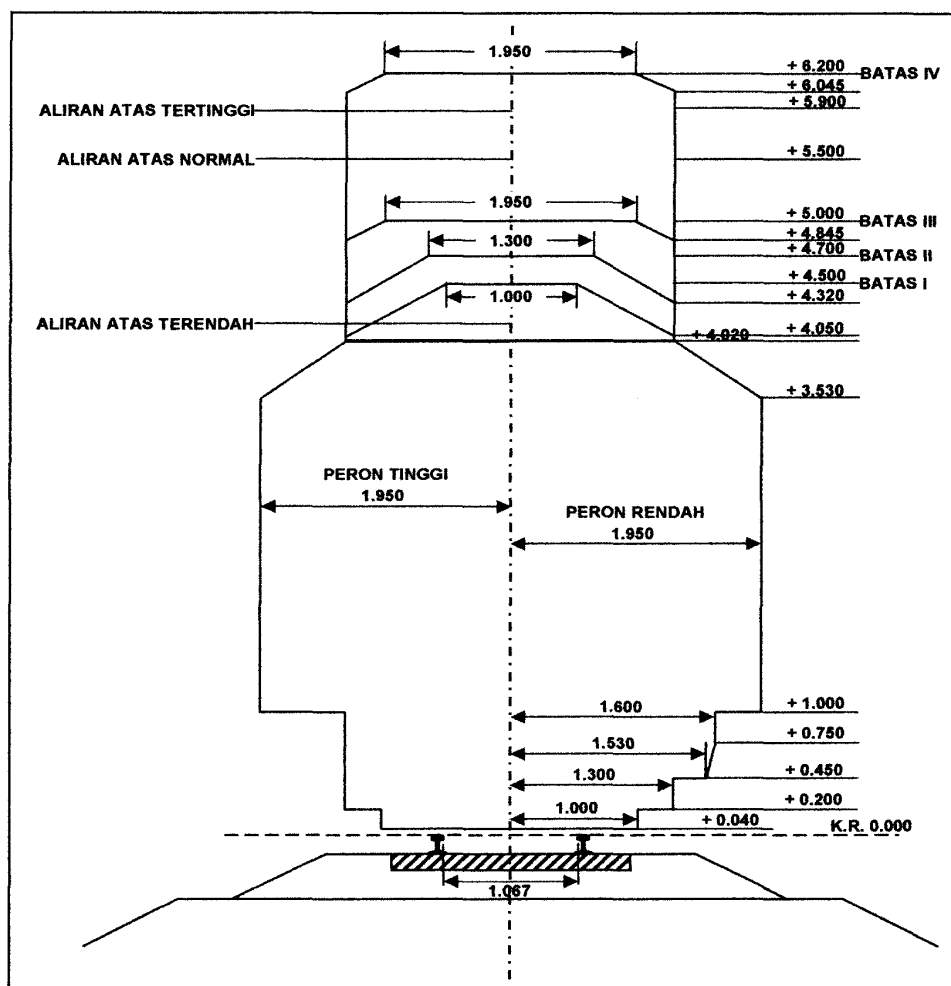 1.950
+ 6.200 BATAS IV
+ 6.045
+ 5.900
ALIRAN ATAS TERTINGGI
ALIRAN ATAS NORMAL
+ 5.500
1.950
+ 5.000 BATAS III
+ 4.845
1.300
+ 4.700 BATAS II
+ 4.500 BATAS I
1.000
+ 4.320
ALIRAN ATAS TERENDAH
+ 4.050
+ 4.020
+ 3.530
PERON TINGGI
1.950
PERON RENDAH
1.950
+ 1.000
1.600
+ 0.750
1.530
+ 0.450
1.300
+ 0.200
1.000
+ 0.040
K.R. 0.000
1.067